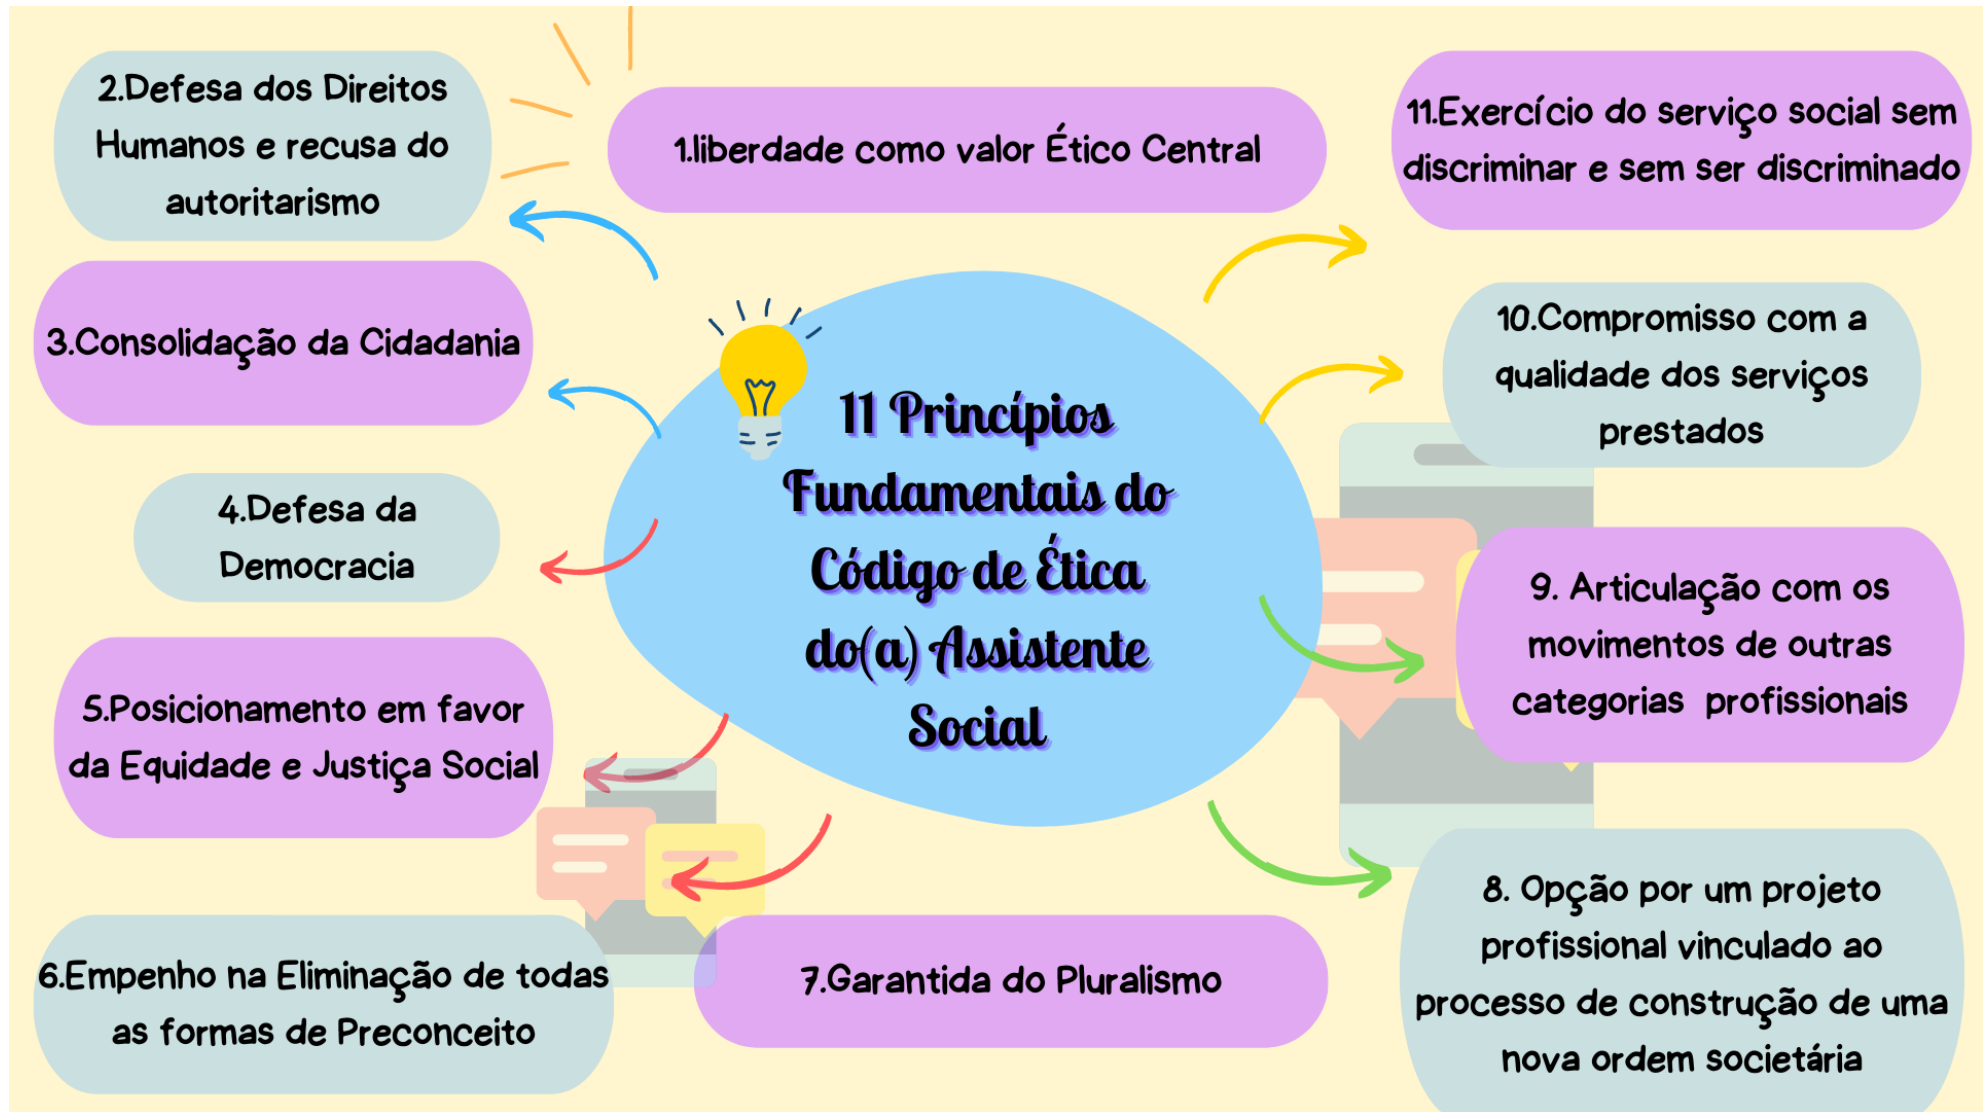 11 Princípios
Fundamentais do
Código de Ética
do(a) Assistente
Social
1.liberdade como valor Ético Central
2.Defesa dos Direitos
Humanos e recusa do
autoritarismo
3.Consolidação da Cidadania
4.Defesa da
Democracia
5.Posicionamento em favor
da Equidade e Justiça Social
6.Empenho na Eliminação de todas
as formas de Preconceito
7.Garantida do Pluralismo
8. Opção por um projeto
profissional vinculado ao
processo de construção de uma
nova ordem societária
9. Articulação com os
movimentos de outras
categorias  profissionais
10.Compromisso com a
qualidade dos serviços
prestados
11.Exercício do serviço social sem
discriminar e sem ser discriminado